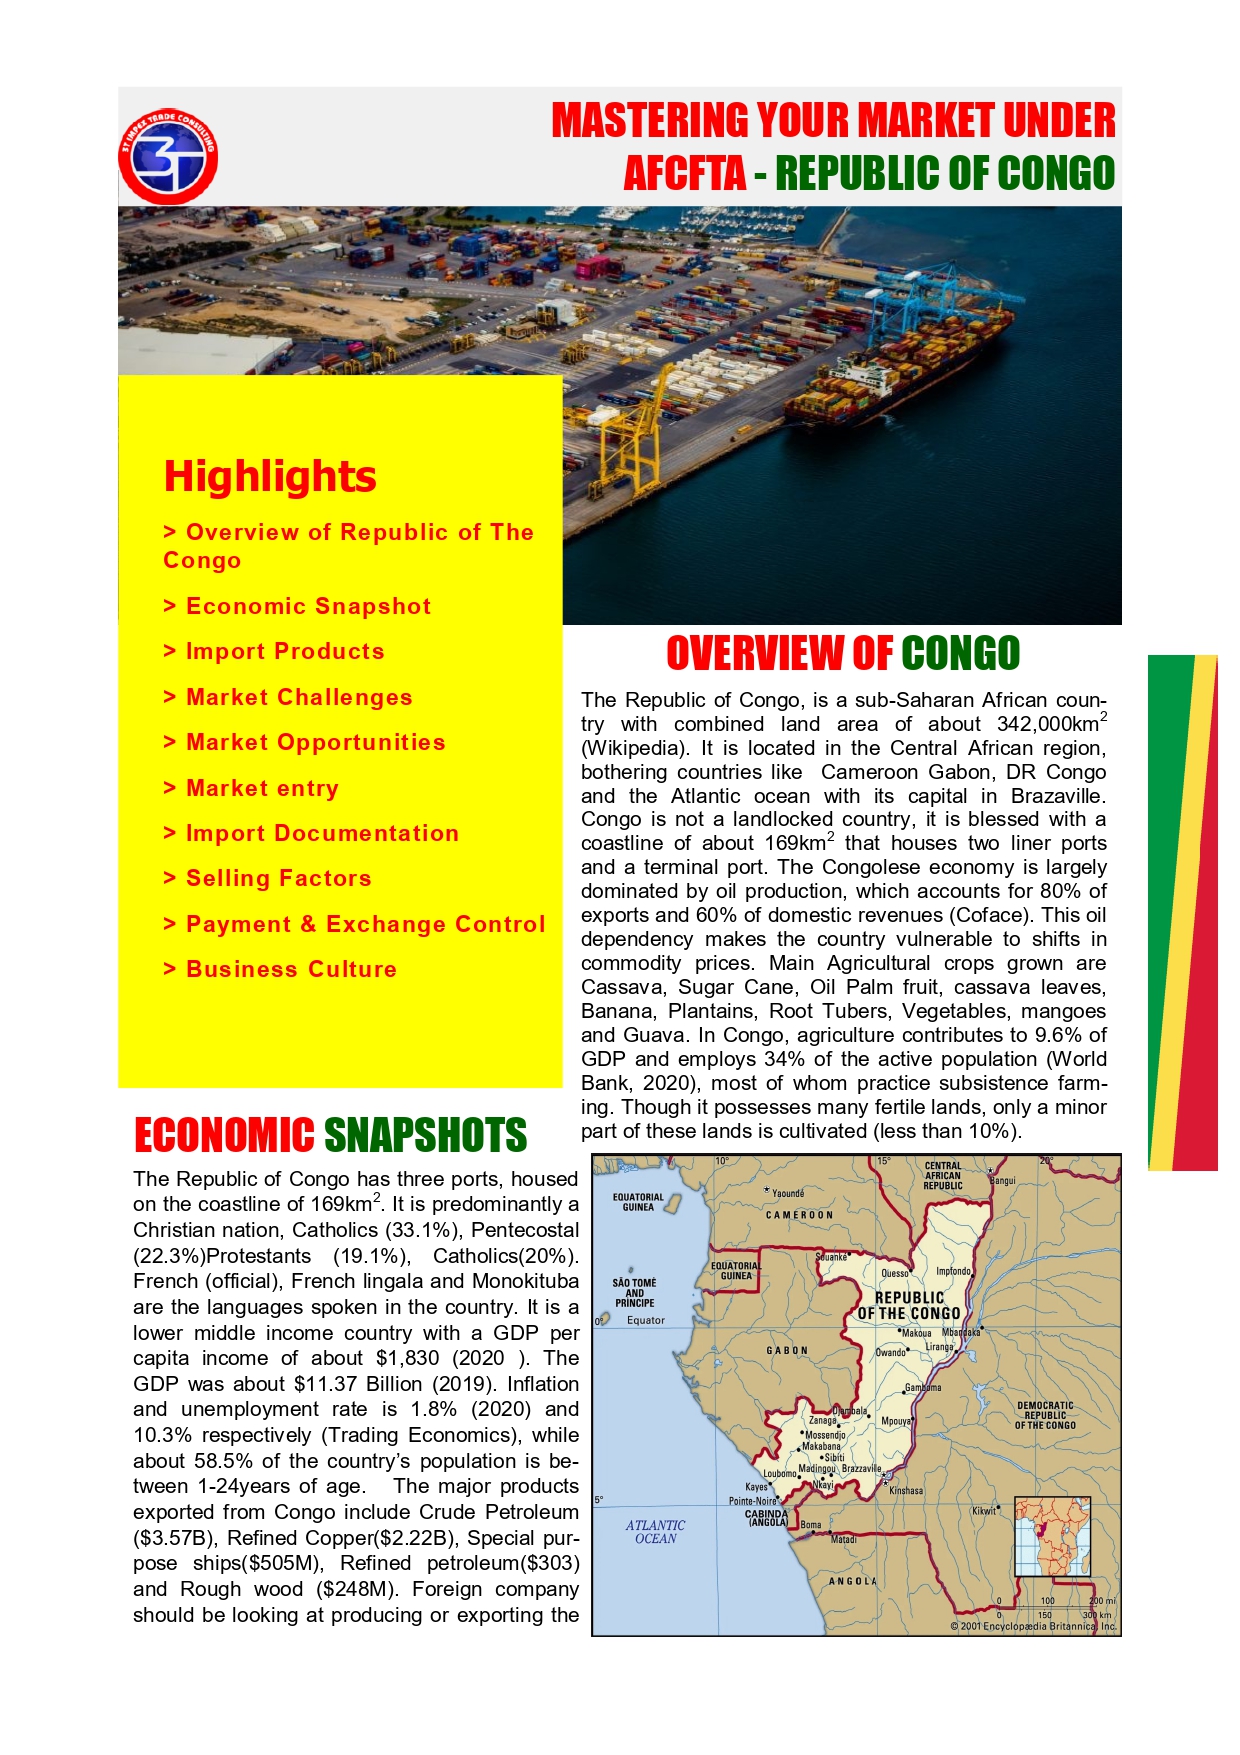 3T IMPEX TRADE CONSULTING
3T
MASTERING YOUR MARKET UNDER
AFCFTA - REPUBLIC OF CONGO
Highlights
> Overview of Republic of The
Congo
> Economic Snapshot
> Import Products
> Market Challenges
> Market Opportunities
> Market entry
> Import Documentation
> Selling Factors
> Payment & Exchange Control
> Business Culture
OVERVIEW OF CONGO
The Republic of Congo, is a sub-Saharan African coun-
try with combined land area of about 342,000km2
(Wikipedia). It is located in the Central African region,
bothering countries like  Cameroon Gabon, DR Congo
and the Atlantic ocean with its capital in Brazaville.
Congo is not a landlocked country, it is blessed with a
coastline of about 169km2 that houses two liner ports
and a terminal port. The Congolese economy is largely
dominated by oil production, which accounts for 80% of
exports and 60% of domestic revenues (Coface). This oil
dependency makes the country vulnerable to shifts in
commodity prices. Main Agricultural crops grown are
Cassava, Sugar Cane, Oil Palm fruit, cassava leaves,
Banana, Plantains, Root Tubers, Vegetables, mangoes
and Guava. In Congo, agriculture contributes to 9.6% of
GDP and employs 34% of the active population (World
Bank, 2020), most of whom practice subsistence farm-
ing. Though it possesses many fertile lands, only a minor
part of these lands is cultivated (less than 10%).
ECONOMIC SNAPSHOTS
The Republic of Congo has three ports, housed
on the coastline of 169km2. It is predominantly a
Christian nation, Catholics (33.1%), Pentecostal
(22.3%)Protestants (19.1%), Catholics(20%).
French (official), French lingala and Monokituba
are the languages spoken in the country. It is a
lower middle income country with a GDP per
capita income of about $1,830 (2020 ). The
GDP was about $11.37 Billion (2019). Inflation
and unemployment rate is 1.8% (2020) and
10.3% respectively (Trading Economics), while
about 58.5% of the country's population is be-
tween 1-24years of age.  The major products
exported from Congo include Crude Petroleum
($3.57B), Refined Copper($2.22B), Special pur-
pose ships($505M), Refined petroleum($303)
and Rough wood ($248M). Foreign company
should be looking at producing or exporting the
10°
15°
20°
CENTRAL
AFRICAN
REPUBLIC
Bangui
EQUATORIAL
GUINEA
Yaoundé
CAMEROON
Souanké
EQUATORIAL
GUINEA
Ouesso
Impfondo
SÃO TOMÉ
AND
PRÍNCIPE
REPUBLIC
OF THE CONGO
0°
Equator
Makoua
Mbandaka
GABON
Owando
Liranga
Gamboma
Djambala
Zanaga
Mpouya
DEMOCRATIC
REPUBLIC
OF THE CONGO
Mossendjo
Makabana
Sibiti
Loubomo
Madingou
Brazzaville
Kayes
Nkayi
Kinshasa
5°
Pointe-Noire
CABINDA
(ANGOLA)
Kikwit
ATLANTIC
OCEAN
Boma
Matadi
ANGOLA
0 100 200 mi
0 150 300 km
© 2001 Encyclopædia Britannica, Inc.